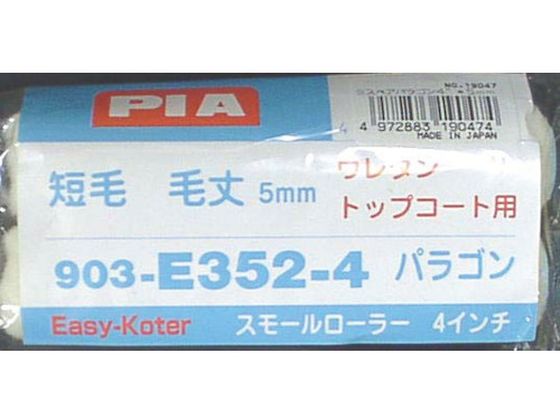 PIA
NO.19047
4 972883 190474
MADE IN JAPAN
短毛 毛丈 5mm
ウレタン
トップコート用
903-E352-4 パラゴン
Easy-Koter スモールローラー 4インチ